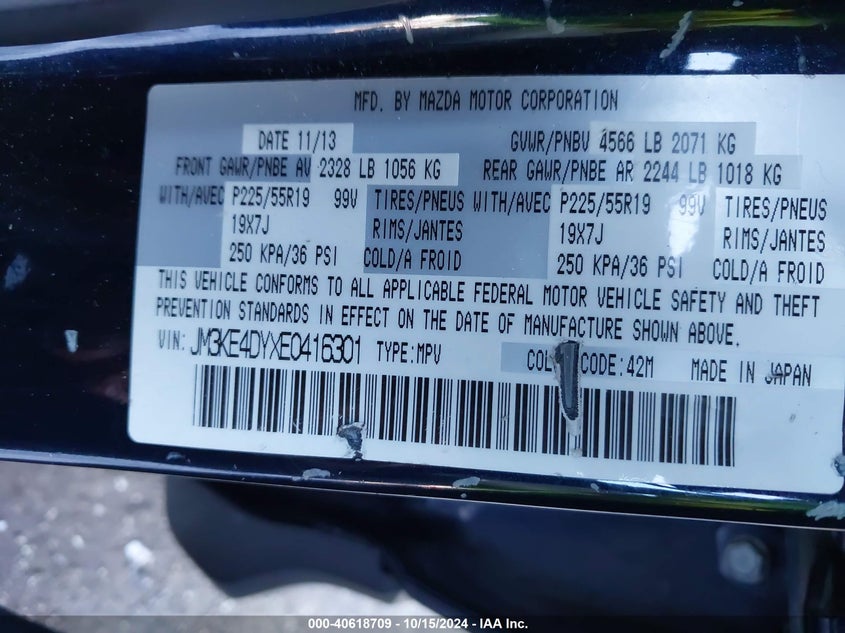 MFD. BY MAZDA MOTOR CORPORATION
DATE 11/13 GVWR/PNBV 4566 LB 2071 KG
FRONT GAWR/PNBE AV 2328 LB 1056 KG REAR GAWR/PNBE AR 2244 LB 1018 KG
WITH/AVEC P225/55R19 99V TIRES/PNEUS WITH/AVEC P225/55R19 99V TIRES/PNEUS
19X7J RIMS/JANTES 19X7J RIMS/JANTES
250 KPA/36 PSI COLD/A FROID 250 KPA/36 PSI COLD/A FROID
THIS VEHICLE CONFORMS TO ALL APPLICABLE FEDERAL MOTOR VEHICLE SAFETY AND THEFT
PREVENTION STANDARDS IN EFFECT ON THE DATE OF MANUFACTURE SHOWN ABOVE.
VIN: JM3KE4DYXE0416301 TYPE:MPV CODE:42M MADE IN JAPAN
000-40618709 - 10/15/2024 - IAA Inc.